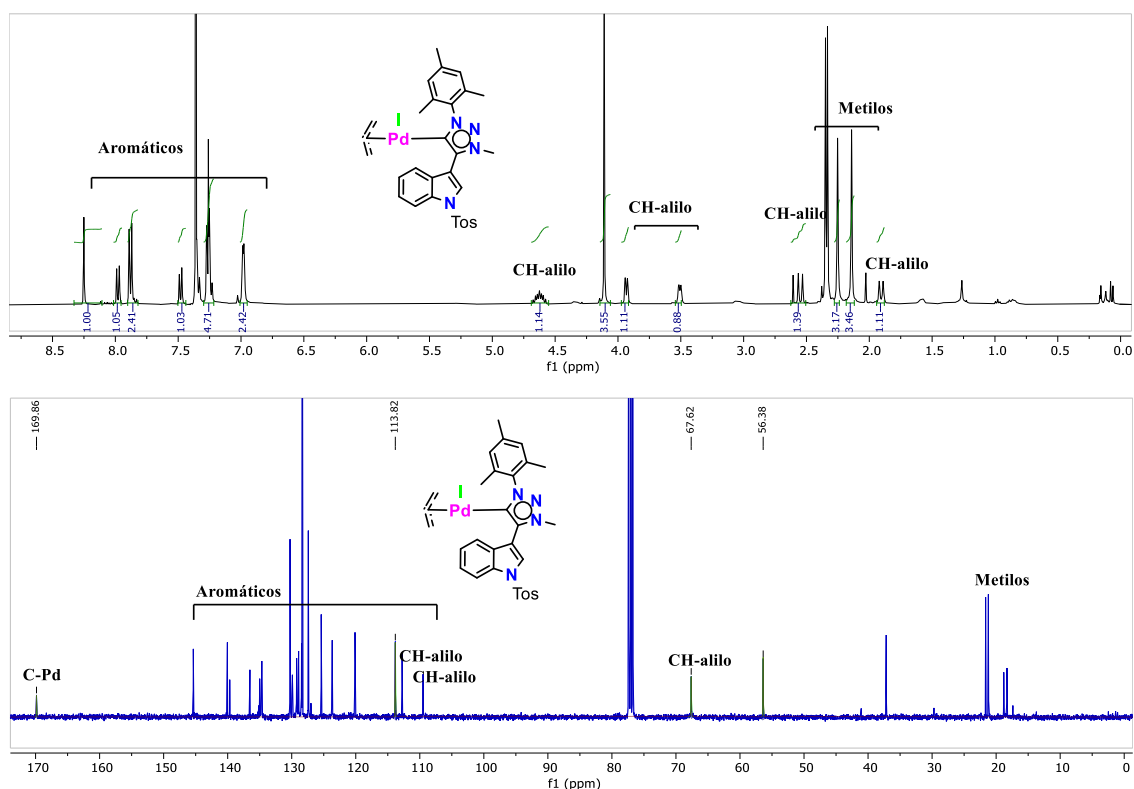 Aromáticos
I
Pd
N
N
N
N
Tos
CH-alilo
CH-alilo
CH-alilo
Metilos
CH-alilo
1.00
1.05
2.41
1.03
4.71
2.42
1.14
3.55
1.11
0.88
1.39
3.17
3.46
1.11
8.5 8.0 7.5 7.0 6.5 6.0 5.5 5.0 4.5 4.0 3.5 3.0 2.5 2.0 1.5 1.0 0.5 0.0
f1 (ppm)
169.86
113.82
67.62
56.38
I
Pd
N
N
N
N
Tos
C-Pd
Aromáticos
CH-alilo
CH-alilo
CH-alilo
Metilos
170 160 150 140 130 120 110 100 90 80 70 60 50 40 30 20 10 0
f1 (ppm)